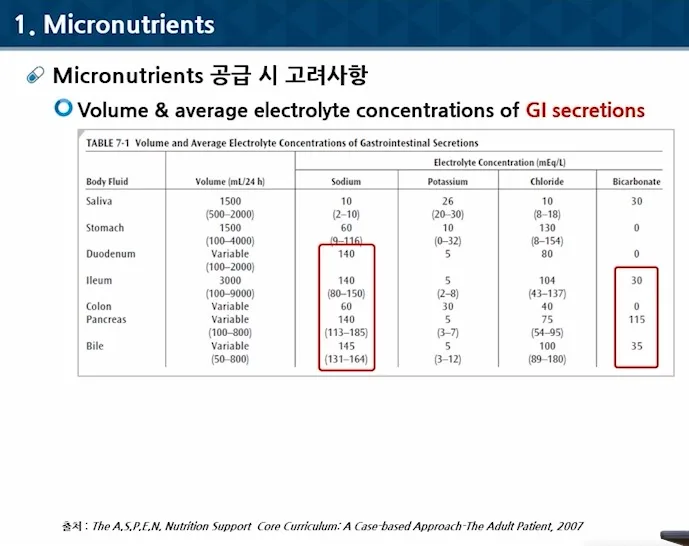 1. Micronutrients
Micronutrients 공급 시 고려사항
Volume & average electrolyte concentrations of GI secretions
TABLE 7-1 Volume and Average Electrolyte Concentrations of Gastrointestinal Secretions
Electrolyte Concentration (mEq/L)
Body Fluid Volume (mL/24 h) Sodium Potassium Chloride Bicarbonate
Saliva 1500 10 26 10 30
(500–2000) (2–10) (20–30) (8–18)
Stomach 1500 60 10 130 0
(100–4000) (9–116) (0–32) (8–154)
Duodenum Variable 140 5 80 0
(100–2000)
Ileum 3000 140 5 104 30
(100–9000) (80–150) (2–8) (43–137)
Colon Variable 60 30 40 0
Pancreas Variable 140 5 75 115
(100–800) (113–185) (3–7) (54–95)
Bile Variable 145 5 100 35
(50–800) (131–164) (3–12) (89–180)
출처 : The A.S.P.E.N. Nutrition Support Core Curriculum: A Case-based Approach-The Adult Patient, 2007